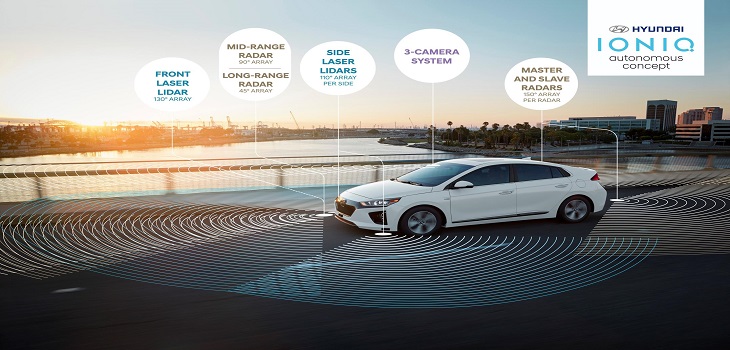 HYUNDAI
IONIQ
autonomous
concept
MID-RANGE
RADAR
90° ARRAY
LONG-RANGE
RADAR
45° ARRAY
FRONT
LASER
LIDAR
130° ARRAY
SIDE
LASER
LIDARS
110° ARRAY
PER SIDE
3-CAMERA
SYSTEM
MASTER
AND SLAVE
RADARS
150° ARRAY
PER RADAR